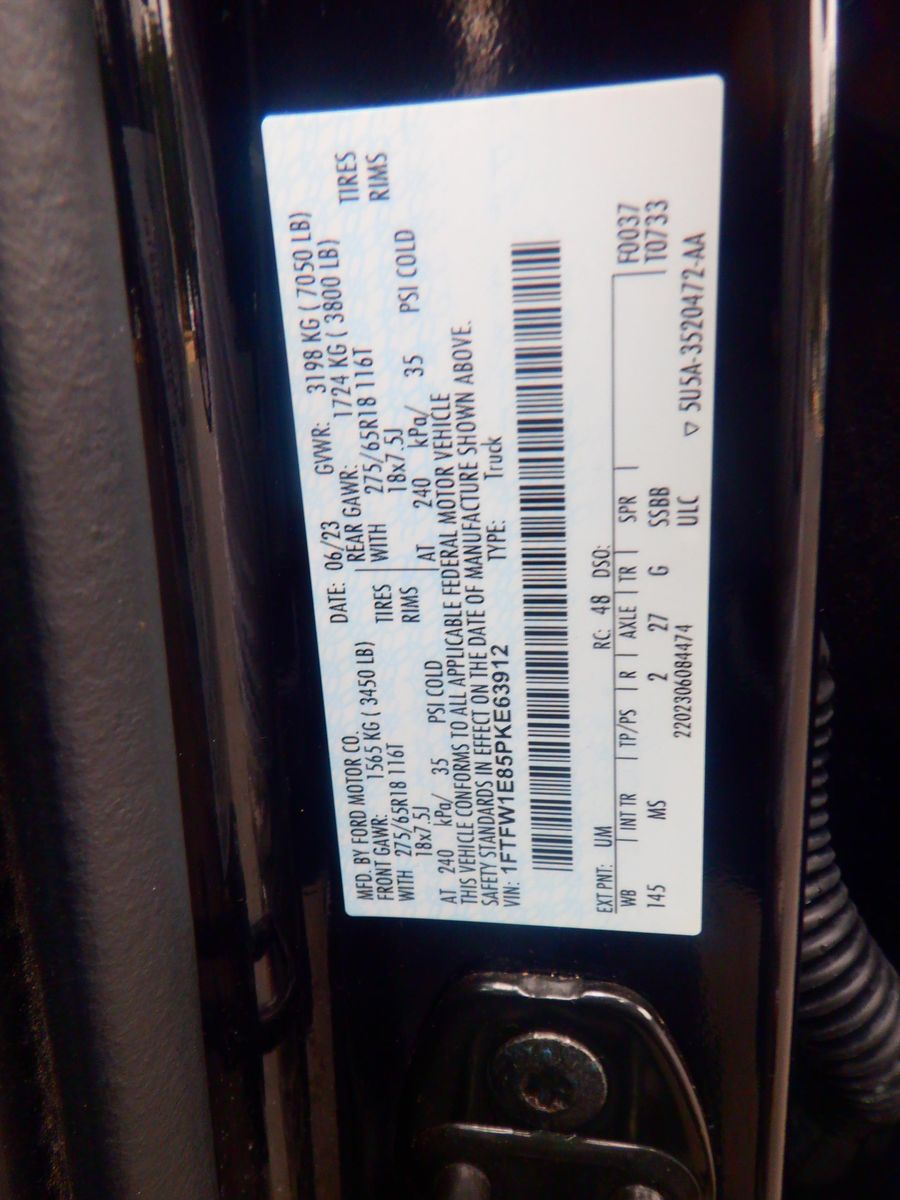 MFD. BY FORD MOTOR CO.
DATE: 06/23 GVWR: 3198 KG ( 7050 LB)
FRONT GAWR: 1565 KG ( 3450 LB) REAR GAWR: 1724 KG ( 3800 LB)
WITH 275/65R18 116T TIRES WITH 275/65R18 116T TIRES
18x7.5J RIMS 18x7.5J RIMS
AT 240 kPa/ 35 PSI COLD AT 240 kPa/ 35 PSI COLD
THIS VEHICLE CONFORMS TO ALL APPLICABLE FEDERAL MOTOR VEHICLE
SAFETY STANDARDS IN EFFECT ON THE DATE OF MANUFACTURE SHOWN ABOVE.
VIN: 1FTFW1E85PKE63912 TYPE: Truck
EXT PNT: UM RC: 48 DSO:
WB INT TR TP/PS R AXLE TR SPR F0037
145 MS 2 27 G SSBB T0733
2202306084474 ULC ▽ 5U5A-3520472-AA